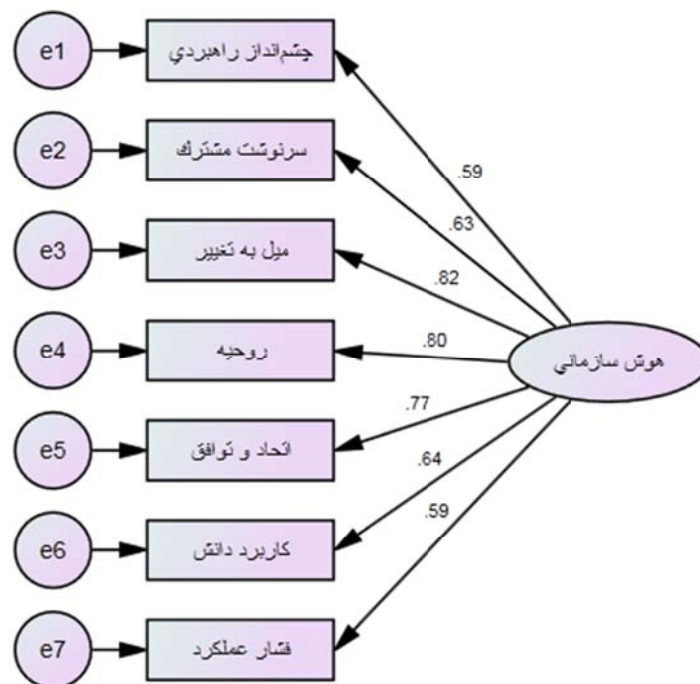 e1
چشم‌انداز راهبردي
.59
e2
سرنوشت مشترك
.63
e3
ميل به تغيير
.82
e4
روحيه
.80
هوش سازماني
e5
اتحاد و توافق
.77
e6
كاربرد دانش
.64
e7
فشار عملكرد
.59